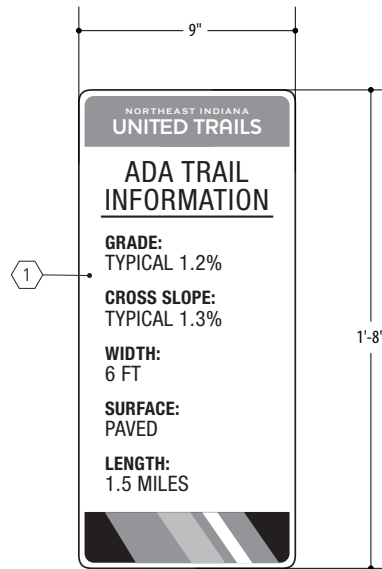 9"
NORTHEAST INDIANA
UNITED TRAILS
ADA TRAIL
INFORMATION
GRADE:
TYPICAL 1.2%
1
CROSS SLOPE:
TYPICAL 1.3%
1'-8"
WIDTH:
6 FT
SURFACE:
PAVED
LENGTH:
1.5 MILES